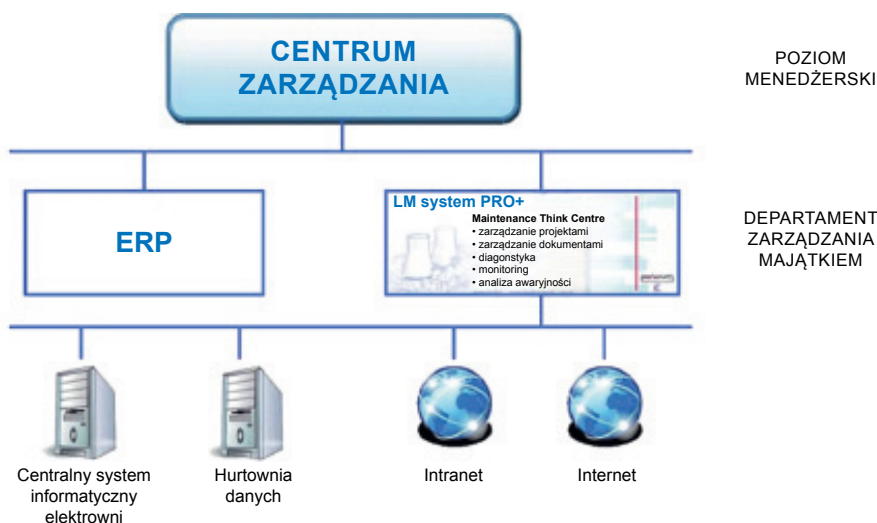 CENTRUM
ZARZĄDZANIA
POZIOM
MENEDŻERSKI
ERP
LM system PRO+
Maintenance Think Centre
• zarządzanie projektami
• zarządzanie dokumentami
• diagonstyka
• monitoring
• analiza awaryjności
DEPARTAMENT
ZARZĄDZANIA
MAJĄTKIEM
Centralny system
informatyczny
elektrowni
Hurtownia
danych
Intranet
Internet